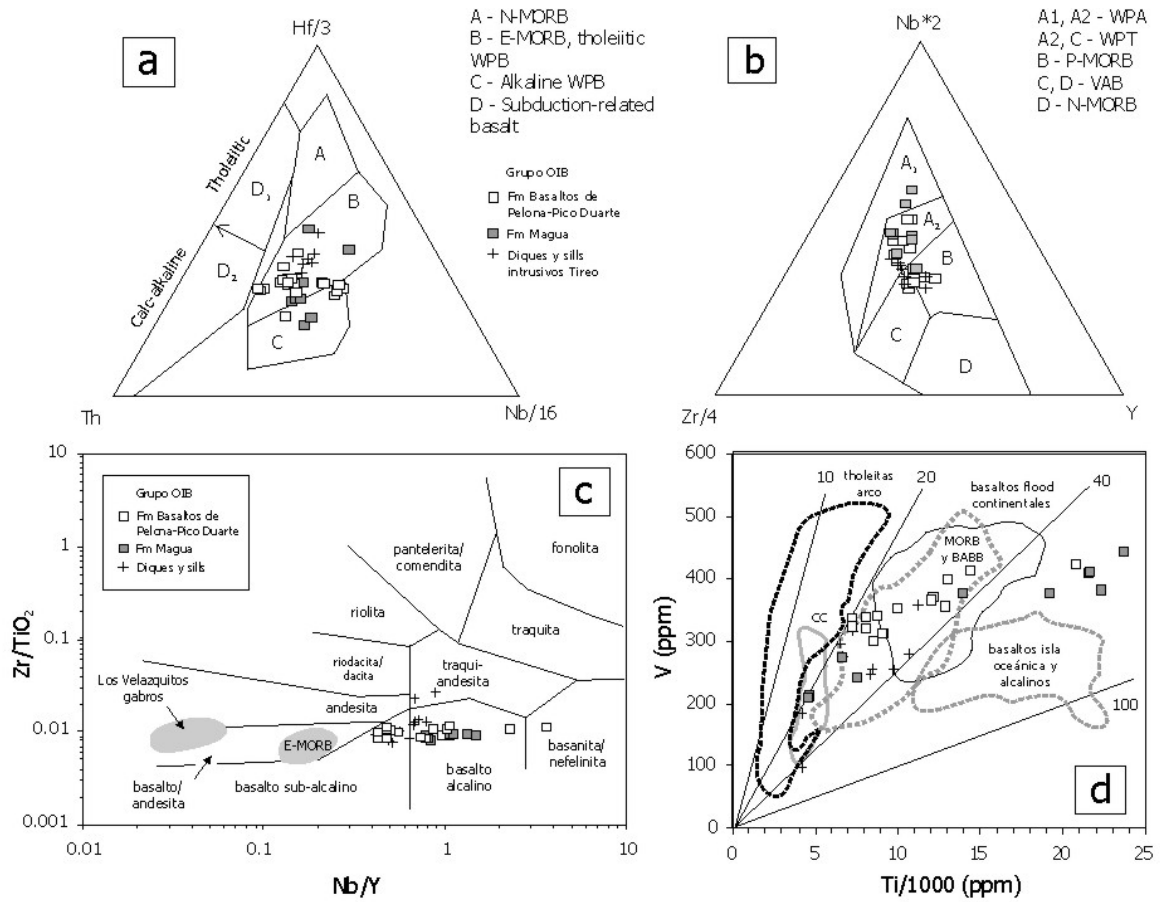 a
Hf/3
A - N-MORB
B - E-MORB, tholeiitic
WPB
C - Alkaline WPB
D - Subduction-related
basalt
Tholeiitic
Calc-alkaline
A
B
C
D₁
D₂
Th
Nb/16
Grupo OIB
Fm Basaltos de
Pelona-Pico Duarte
Fm Magua
Diques y sills
intrusivos Tireo
b
Nb*2
A1, A2 - WPA
A2, C - WPT
B - P-MORB
C, D - VAB
D - N-MORB
A₁
A₂
B
C
D
Zr/4
Y
c
Grupo OIB
Fm Basaltos de
Pelona-Pico Duarte
Fm Magua
Diques y sills
10
1
0.1
0.01
0.001
Zr/TiO₂
pantelerita/
comendita
fonolita
riolita
traquita
riodacita/
dacita
traqui-
andesita
andesita
Los Velazquitos
gabros
E-MORB
basalto/
andesita
basalto sub-alcalino
basalto
alcalino
basanita/
nefelinita
0.01
0.1
1
10
Nb/Y
d
600
500
400
300
200
100
0
V (ppm)
10
tholeitas
arco
20
basaltos flood
continentales
40
MORB
y BABB
CC
basaltos isla
oceánica y
alcalinos
100
0
5
10
15
20
25
Ti/1000 (ppm)